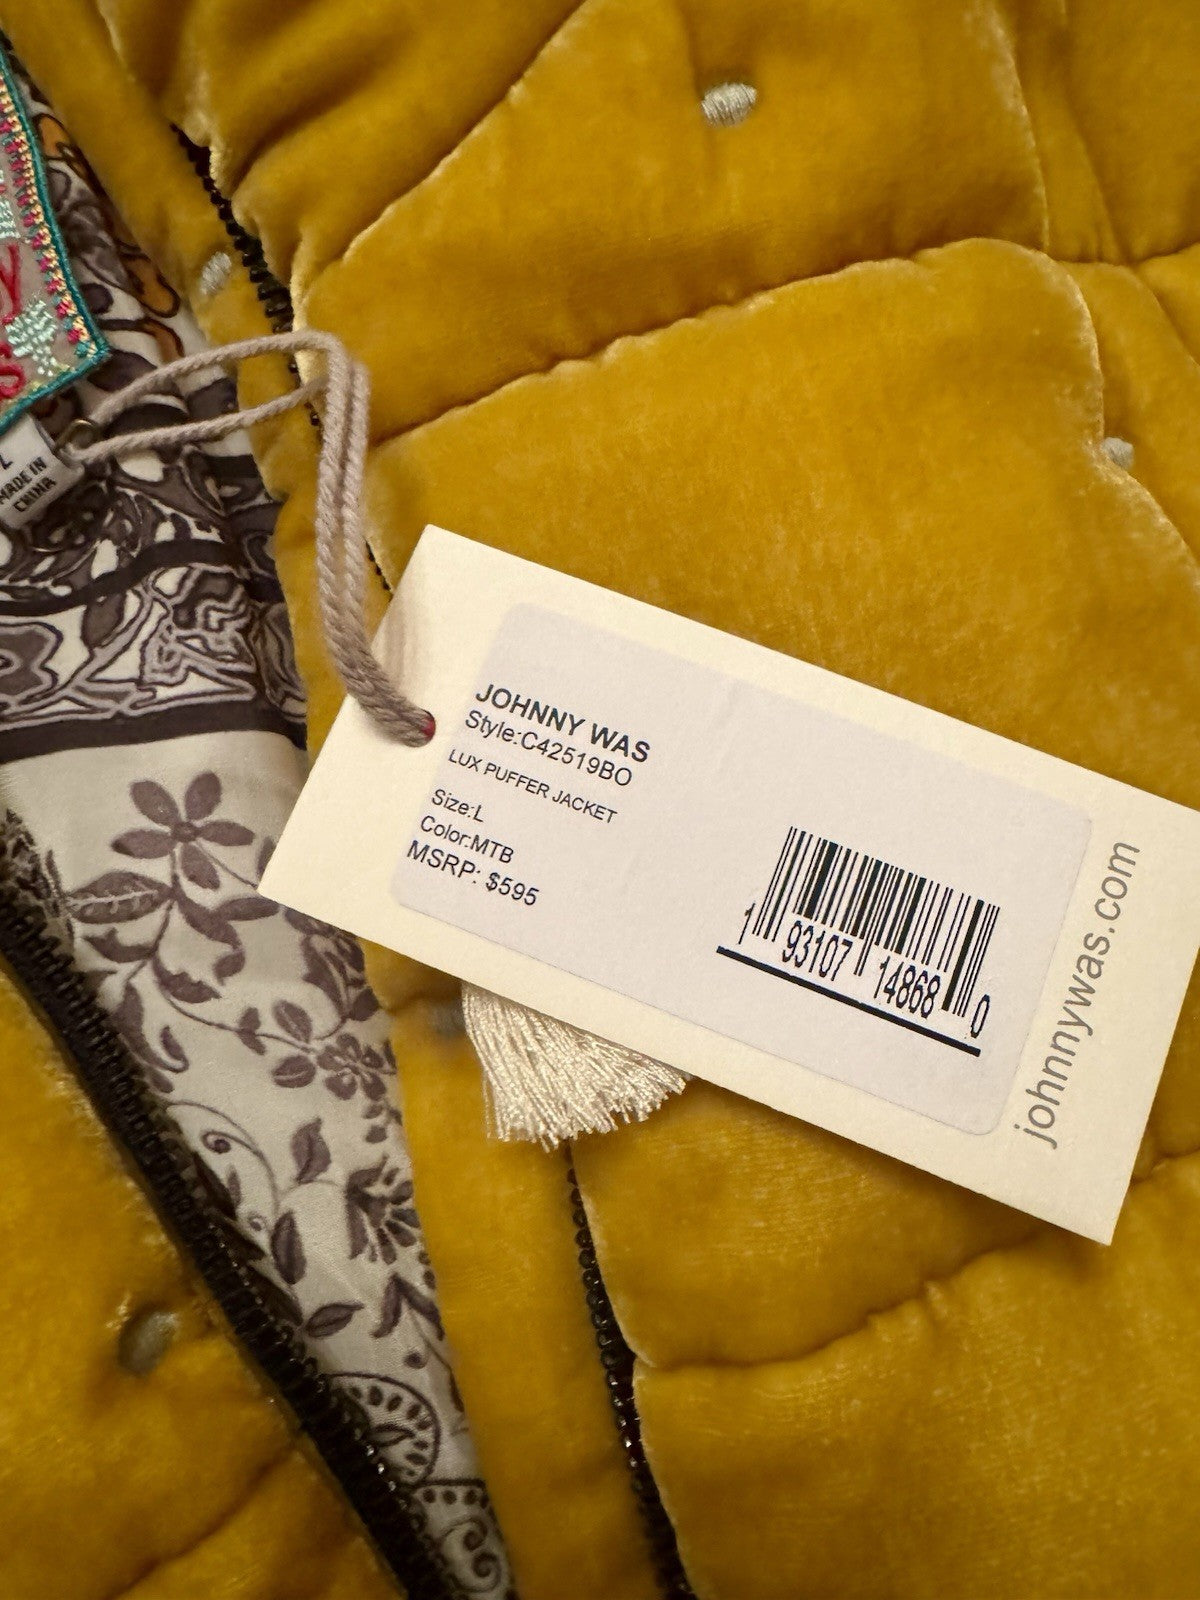 L
MADE IN
CHINA
JOHNNY WAS
Style:C42519BO
LUX PUFFER JACKET
Size:L
Color:MTB
MSRP: $595
1 93107 14868 0
johnnywas.com